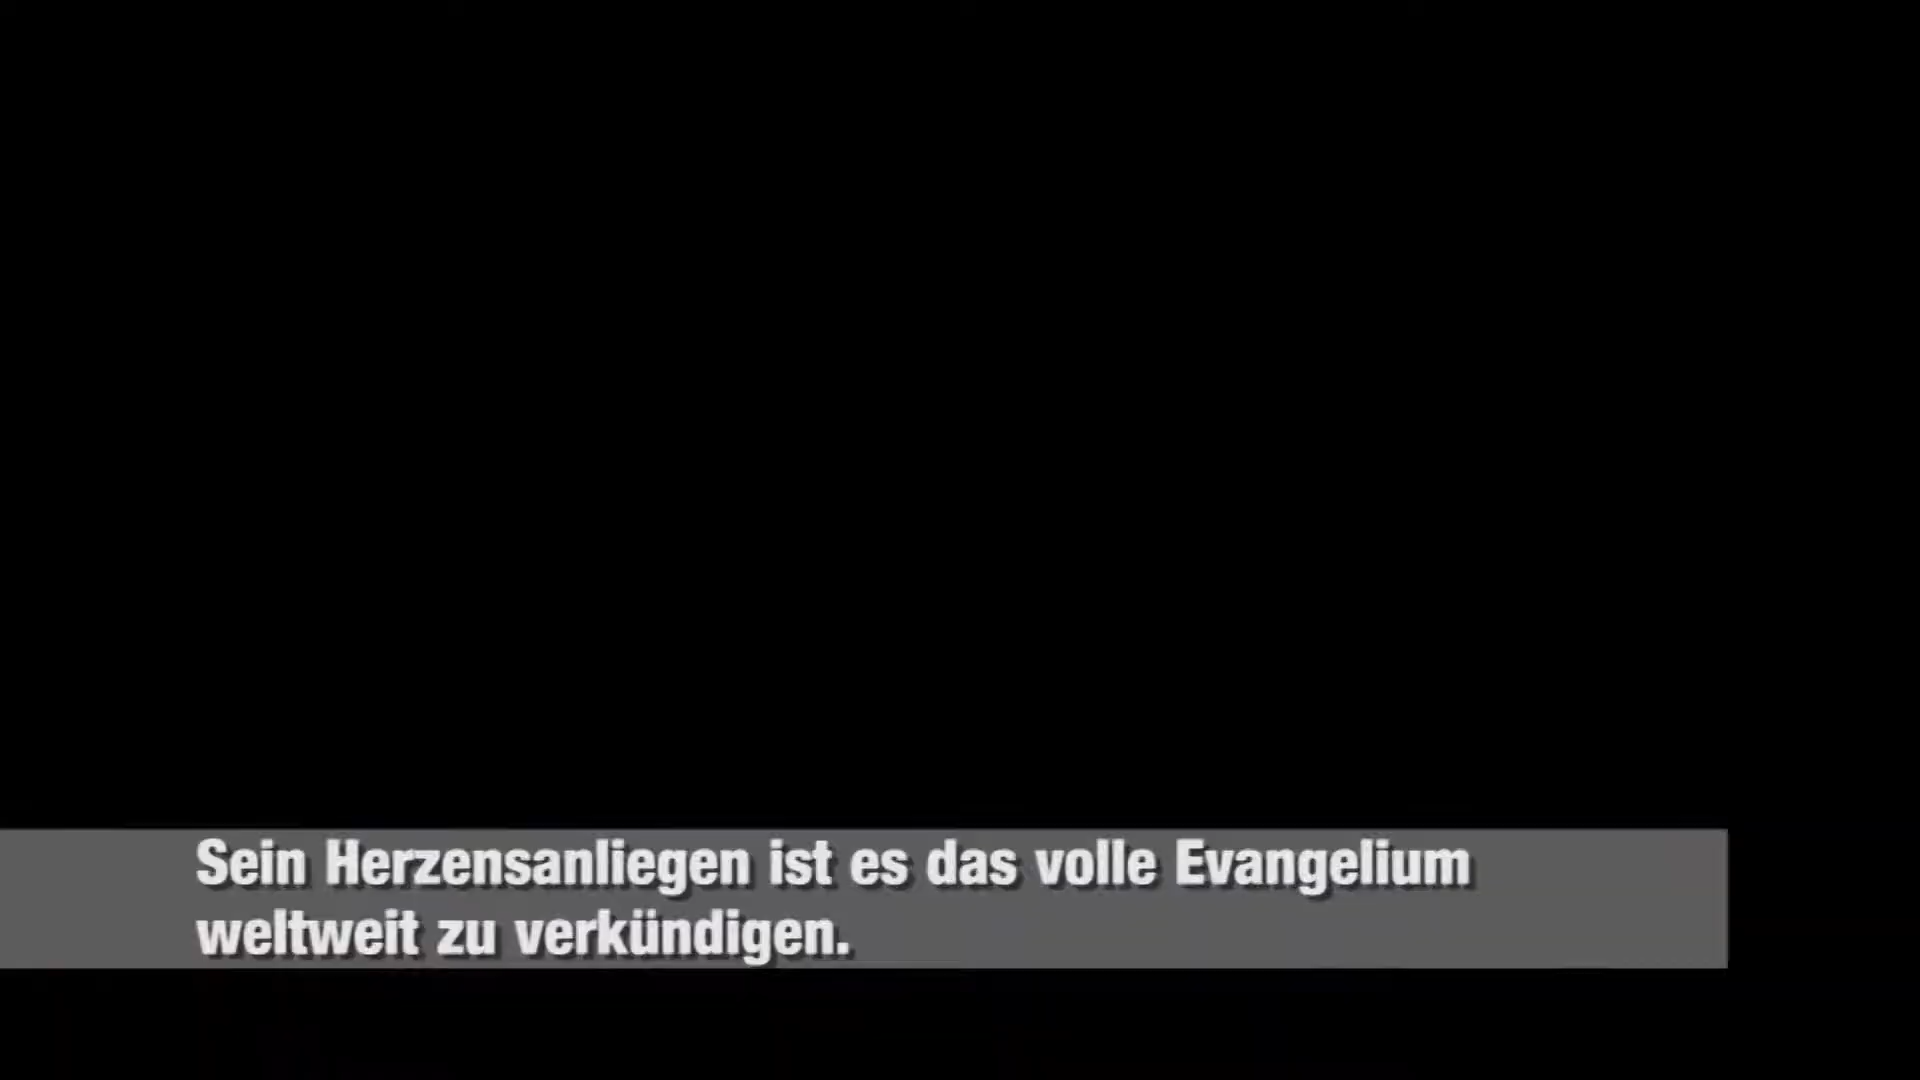 Sein Herzensanliegen ist es das volle Evangelium
weltweit zu verkündigen.